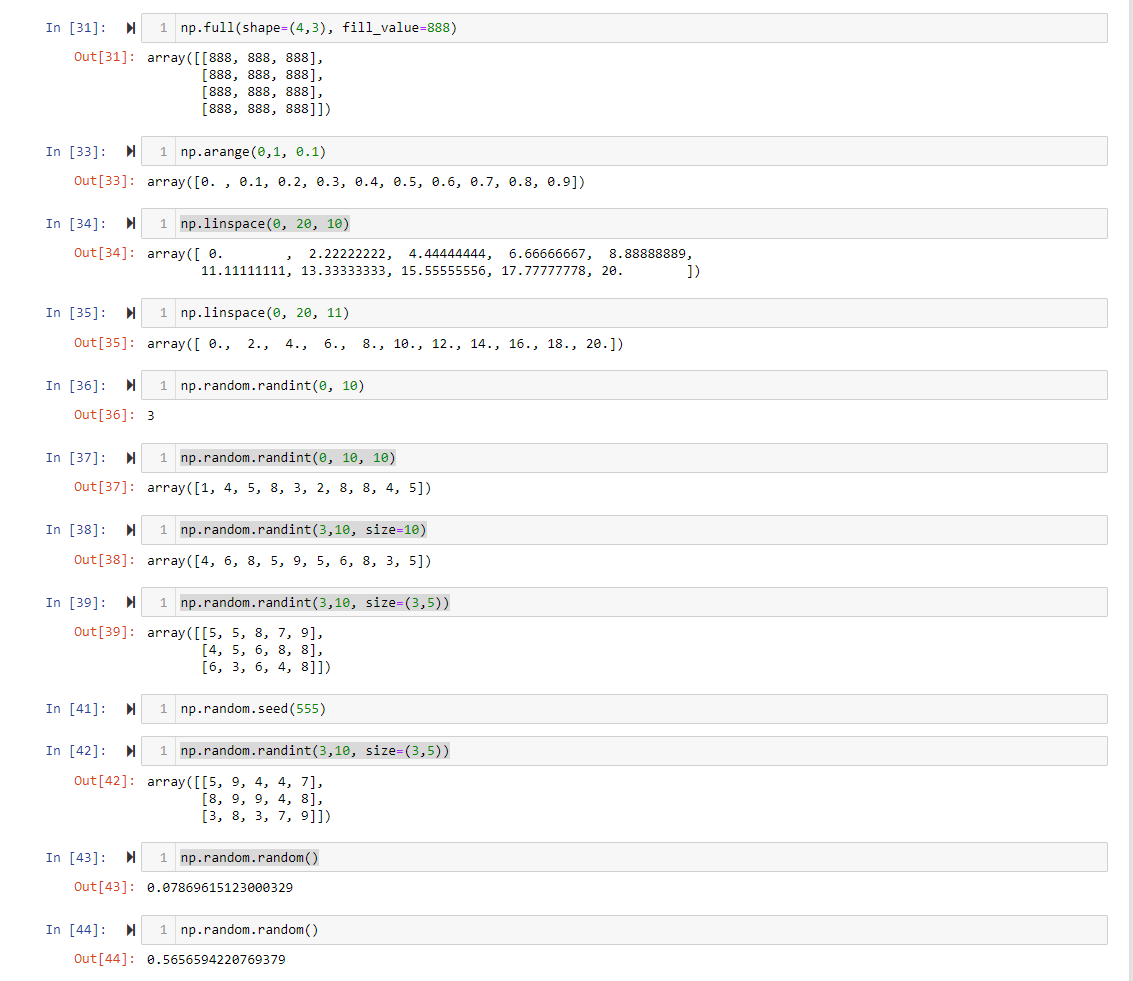 In [31]: 1 np.full(shape=(4,3), fill_value=888)
Out[31]: array([[888, 888, 888],
[888, 888, 888],
[888, 888, 888],
[888, 888, 888]])
In [33]: 1 np.arange(0,1, 0.1)
Out[33]: array([0. , 0.1, 0.2, 0.3, 0.4, 0.5, 0.6, 0.7, 0.8, 0.9])
In [34]: 1 np.linspace(0, 20, 10)
Out[34]: array([ 0.        ,  2.22222222,  4.44444444,  6.66666667,  8.88888889,
11.11111111, 13.33333333, 15.55555556, 17.77777778, 20.        ])
In [35]: 1 np.linspace(0, 20, 11)
Out[35]: array([ 0.,  2.,  4.,  6.,  8., 10., 12., 14., 16., 18., 20.])
In [36]: 1 np.random.randint(0, 10)
Out[36]: 3
In [37]: 1 np.random.randint(0, 10, 10)
Out[37]: array([1, 4, 5, 8, 3, 2, 8, 8, 4, 5])
In [38]: 1 np.random.randint(3,10, size=10)
Out[38]: array([4, 6, 8, 5, 9, 5, 6, 8, 3, 5])
In [39]: 1 np.random.randint(3,10, size=(3,5))
Out[39]: array([[5, 5, 8, 7, 9],
[4, 5, 6, 8, 8],
[6, 3, 6, 4, 8]])
In [41]: 1 np.random.seed(555)
In [42]: 1 np.random.randint(3,10, size=(3,5))
Out[42]: array([[5, 9, 4, 4, 7],
[8, 9, 9, 4, 8],
[3, 8, 3, 7, 9]])
In [43]: 1 np.random.random()
Out[43]: 0.07869615123000329
In [44]: 1 np.random.random()
Out[44]: 0.5656594220769379